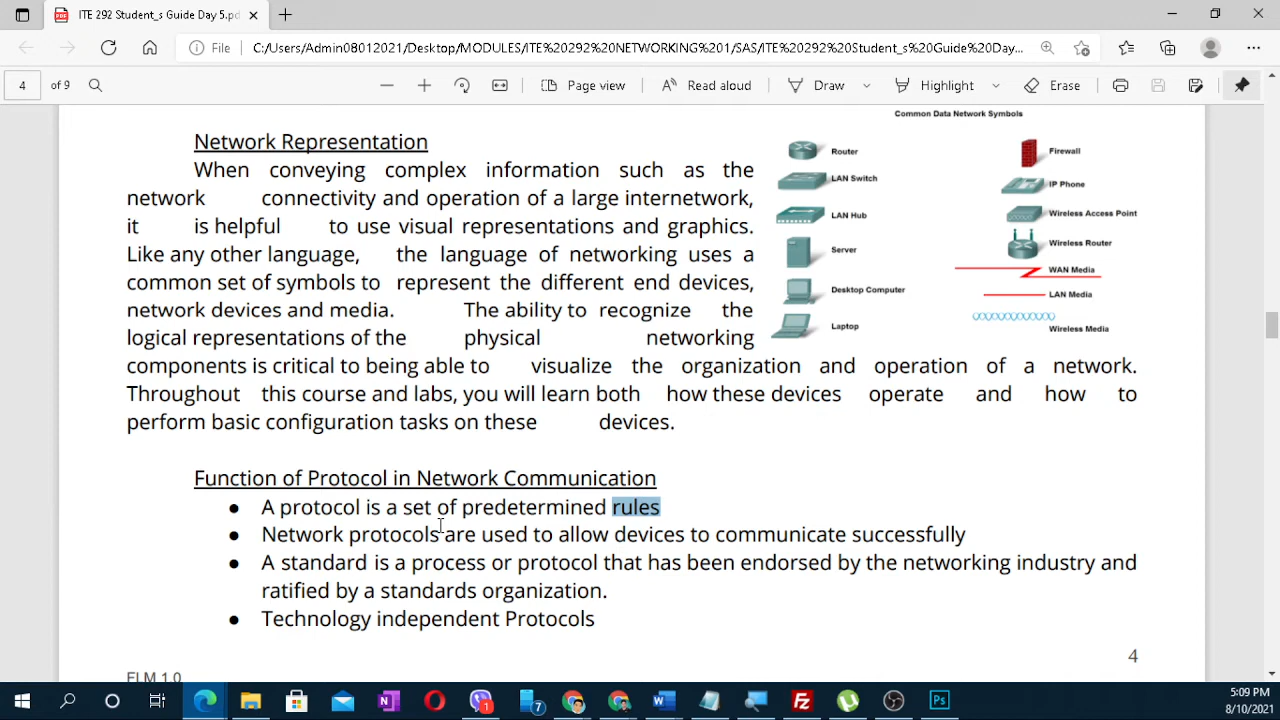 ITE 292 Student_s Guide Day 5.pd
File
C:/Users/Admin08012021/Desktop/MODULES/ITE%20292%20NETWORKING%201/SAS/ITE%20292%20Student_s%20Guide%20Day...
4 of 9
Page view
Read aloud
Draw
Highlight
Erase
Common Data Network Symbols
Router
Firewall
LAN Switch
IP Phone
LAN Hub
Wireless Access Point
Server
Wireless Router
WAN Media
Desktop Computer
LAN Media
Laptop
Wireless Media
Network Representation
When conveying complex information such as the
network connectivity and operation of a large internetwork,
it is helpful to use visual representations and graphics.
Like any other language, the language of networking uses a
common set of symbols to represent the different end devices,
network devices and media. The ability to recognize the
logical representations of the physical networking
components is critical to being able to visualize the organization and operation of a network.
Throughout this course and labs, you will learn both how these devices operate and how to
perform basic configuration tasks on these devices.
Function of Protocol in Network Communication
● A protocol is a set of predetermined rules
● Network protocols are used to allow devices to communicate successfully
● A standard is a process or protocol that has been endorsed by the networking industry and
ratified by a standards organization.
● Technology independent Protocols
4
FLM 1.0
1
7
5:09 PM
8/10/2021